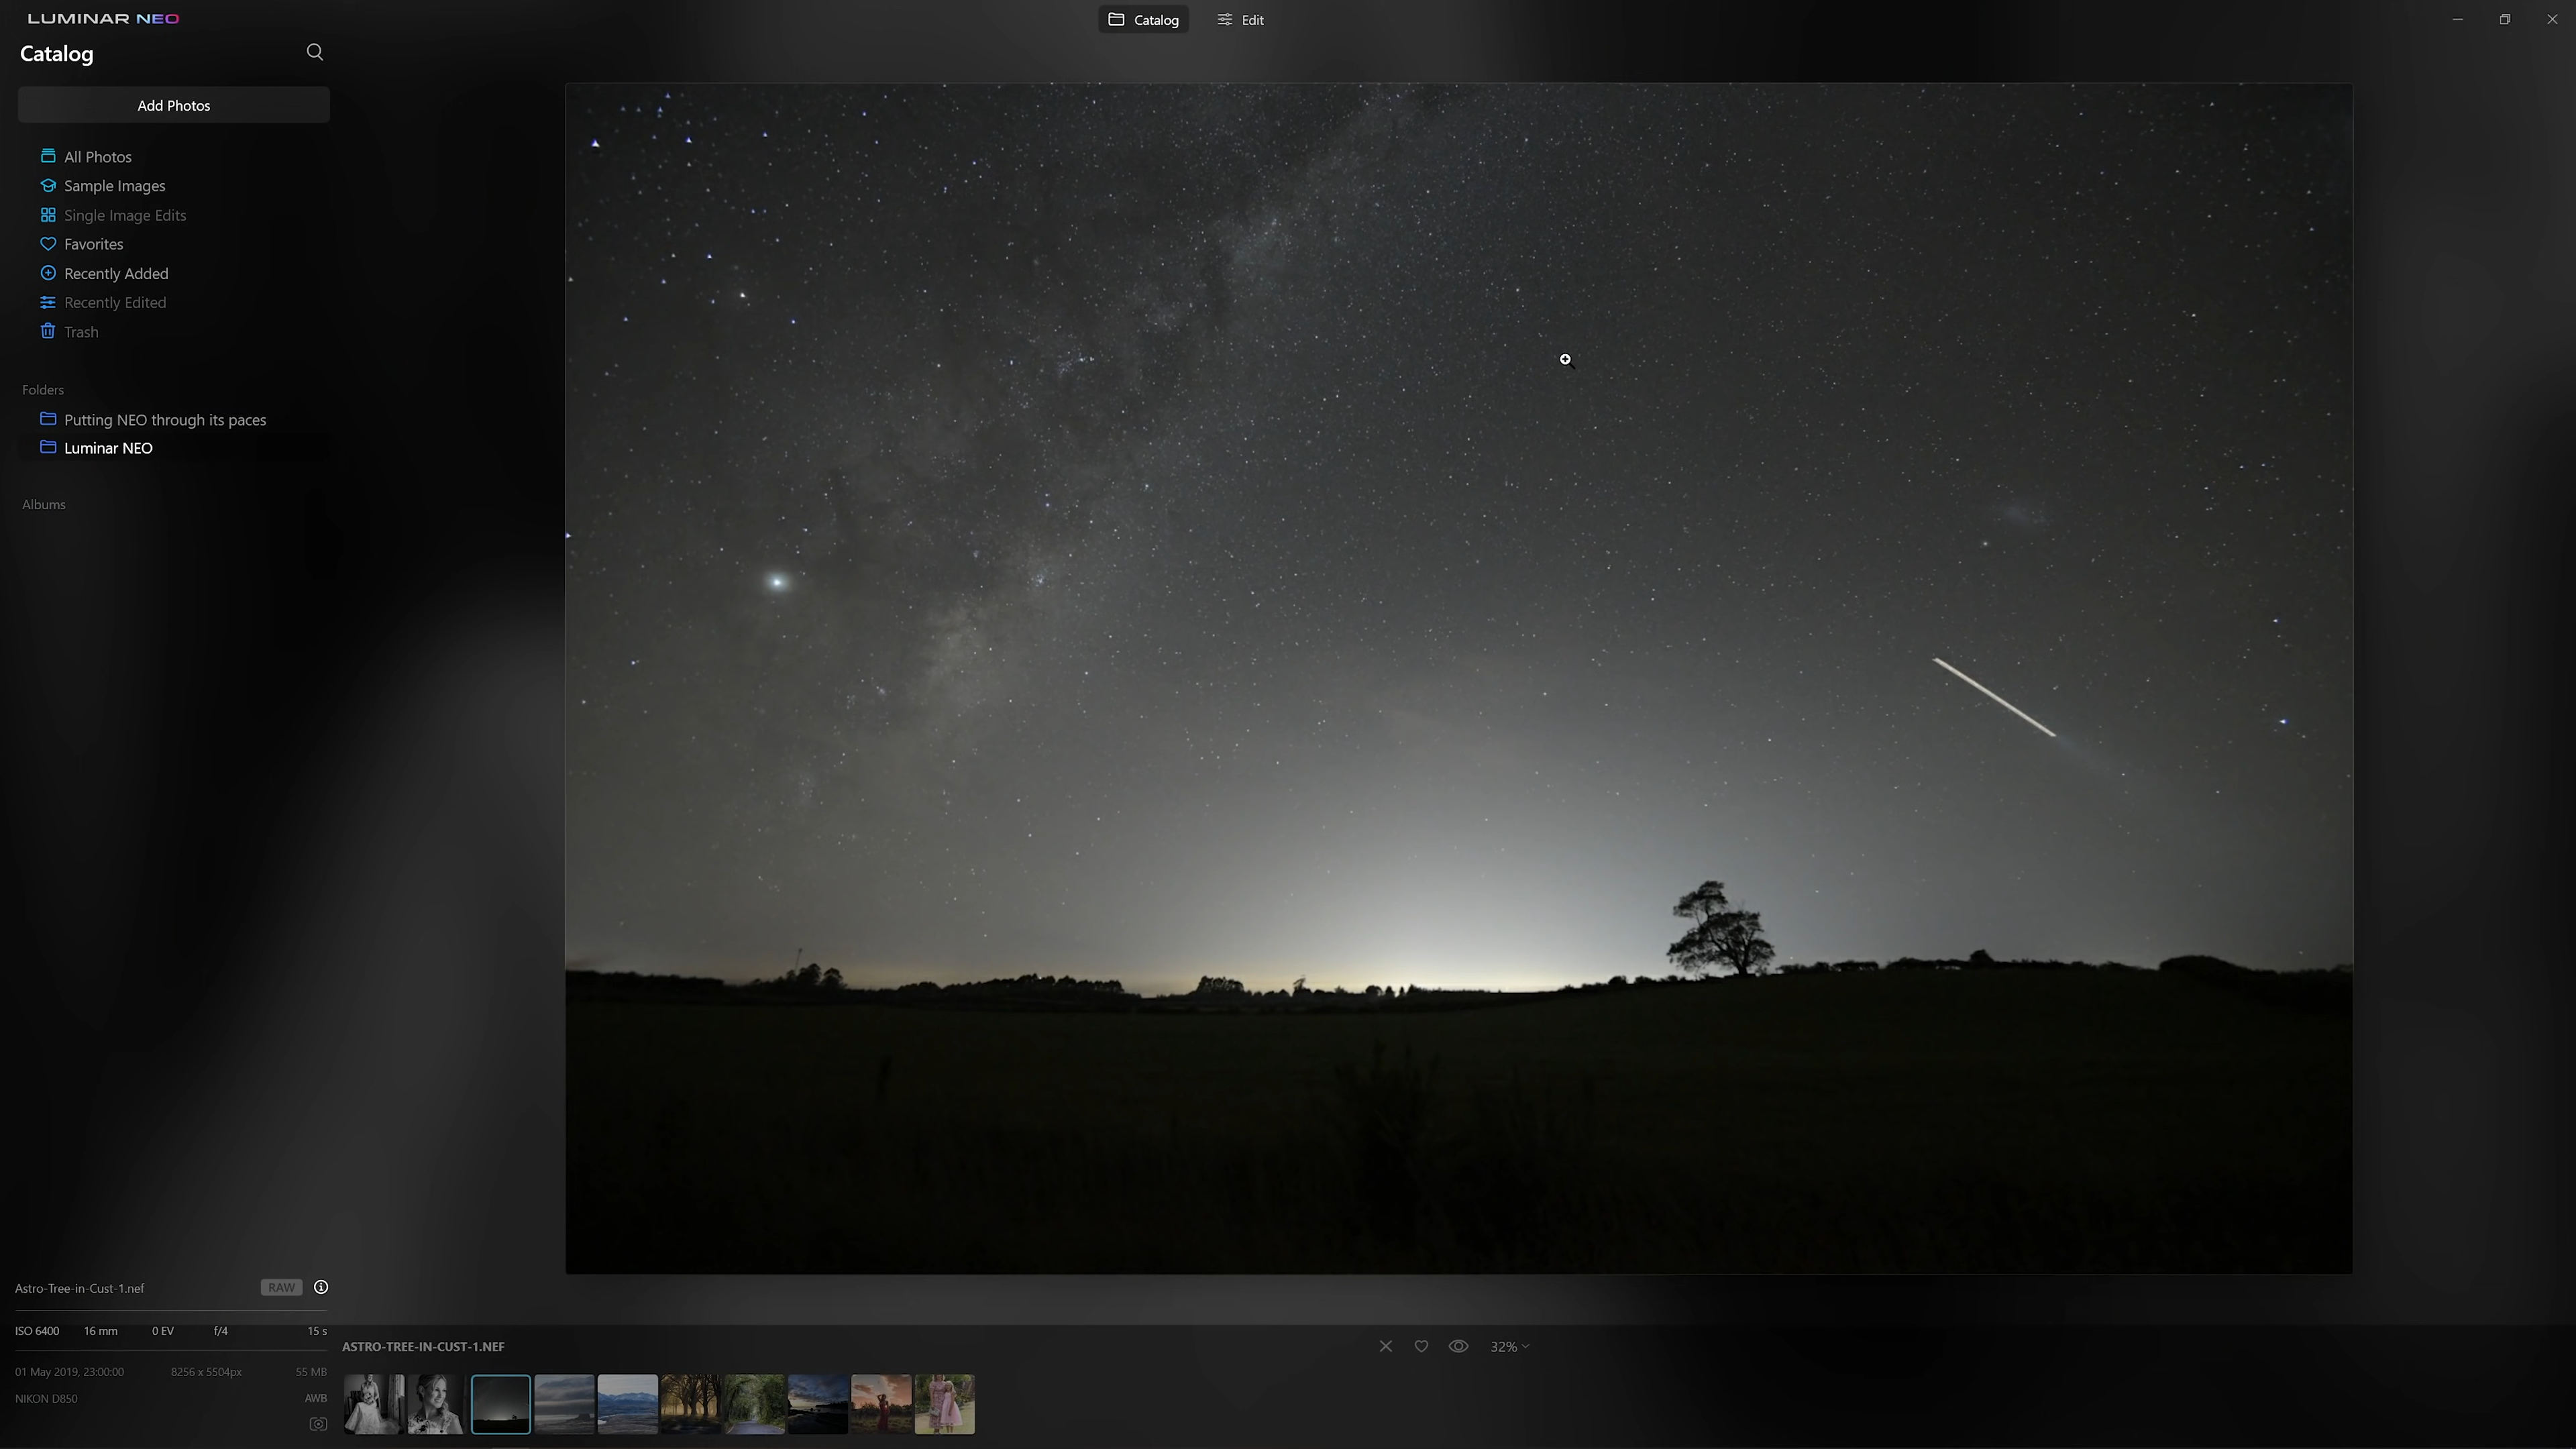 LUMINAR NEO
Catalog
Edit
Catalog
Add Photos
All Photos
Sample Images
Single Image Edits
Favorites
Recently Added
Recently Edited
Trash
Folders
Putting NEO through its paces
Luminar NEO
Albums
Astro-Tree-in-Cust-1.nef RAW
ISO 6400 16 mm 0 EV f/4 15 s
01 May 2019, 23:00:00 8256 x 5504px 55 MB
NIKON D850 AWB
ASTRO-TREE-IN-CUST-1.NEF
32%